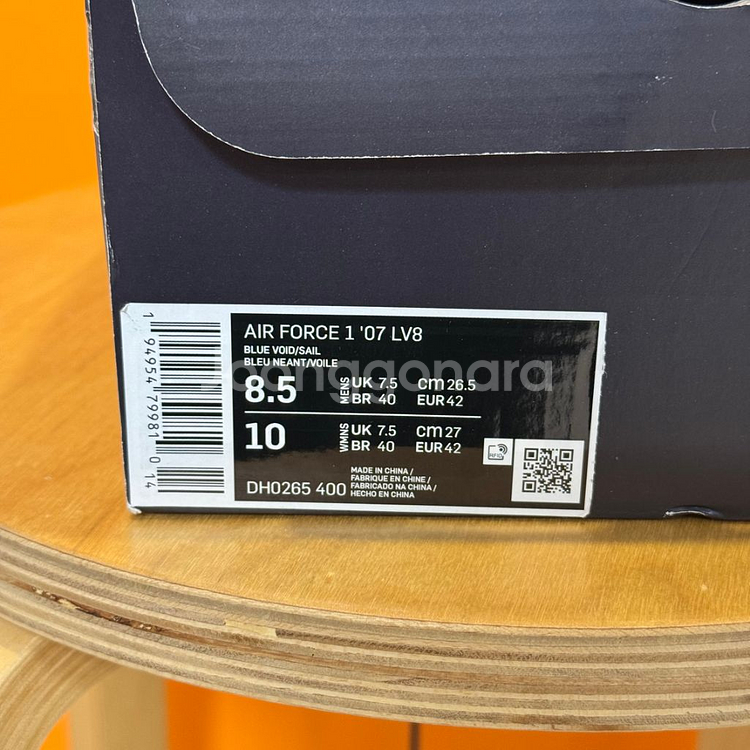 AIR FORCE 1 '07 LV8
BLUE VOID/SAIL
BLEU NEANT/VOILE
8.5 MENS UK 7.5 cm 26.5
BR 40 EUR 42
10 WMNS UK 7.5 cm 27
BR 40 EUR 42
RFID
DH0265 400
MADE IN CHINA /
FABRIQUE EN CHINE /
FABRICADO NA CHINA /
HECHO EN CHINA
1 94954 79981 0 14
Joonggonara